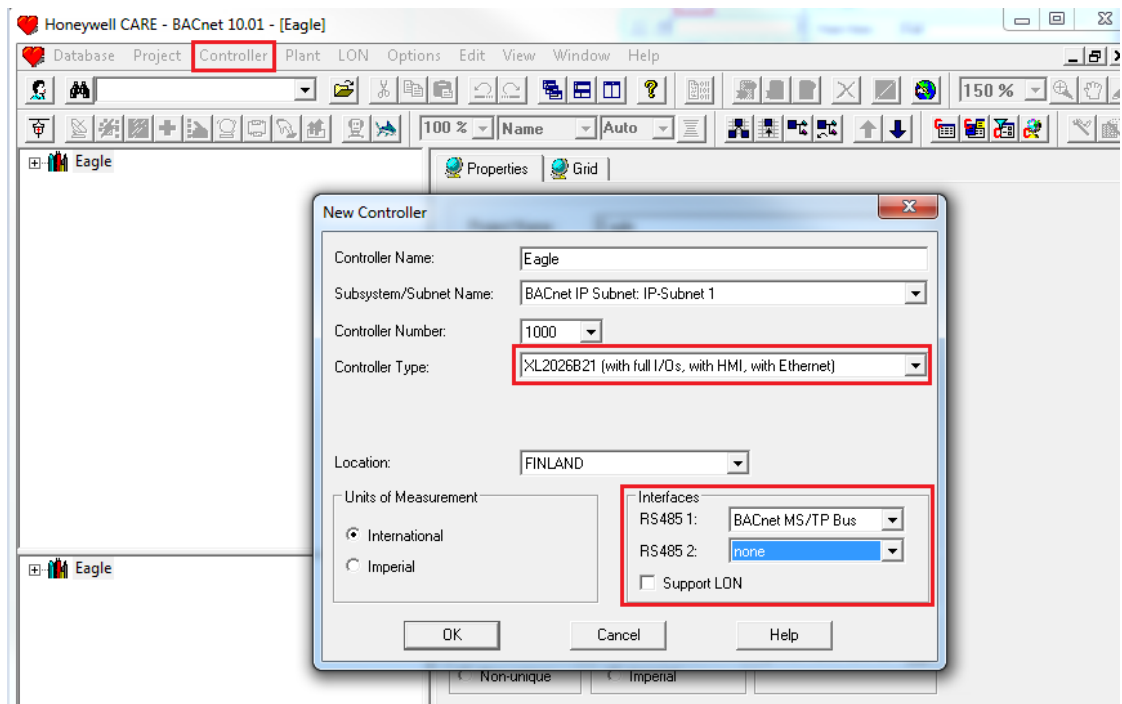 Honeywell CARE - BACnet 10.01 - [Eagle]
Database Project Controller Plant LON Options Edit View Window Help
150 %
100 % Name Auto
Eagle
Properties Grid
New Controller
Controller Name: Eagle
Subsystem/Subnet Name: BACnet IP Subnet: IP-Subnet 1
Controller Number: 1000
Controller Type: XL2026B21 (with full I/Os, with HMI, with Ethernet)
Location: FINLAND
Units of Measurement
International
Imperial
Interfaces
RS485 1: BACnet MS/TP Bus
RS485 2: none
Support LON
OK Cancel Help
Eagle
Non-unique Imperial